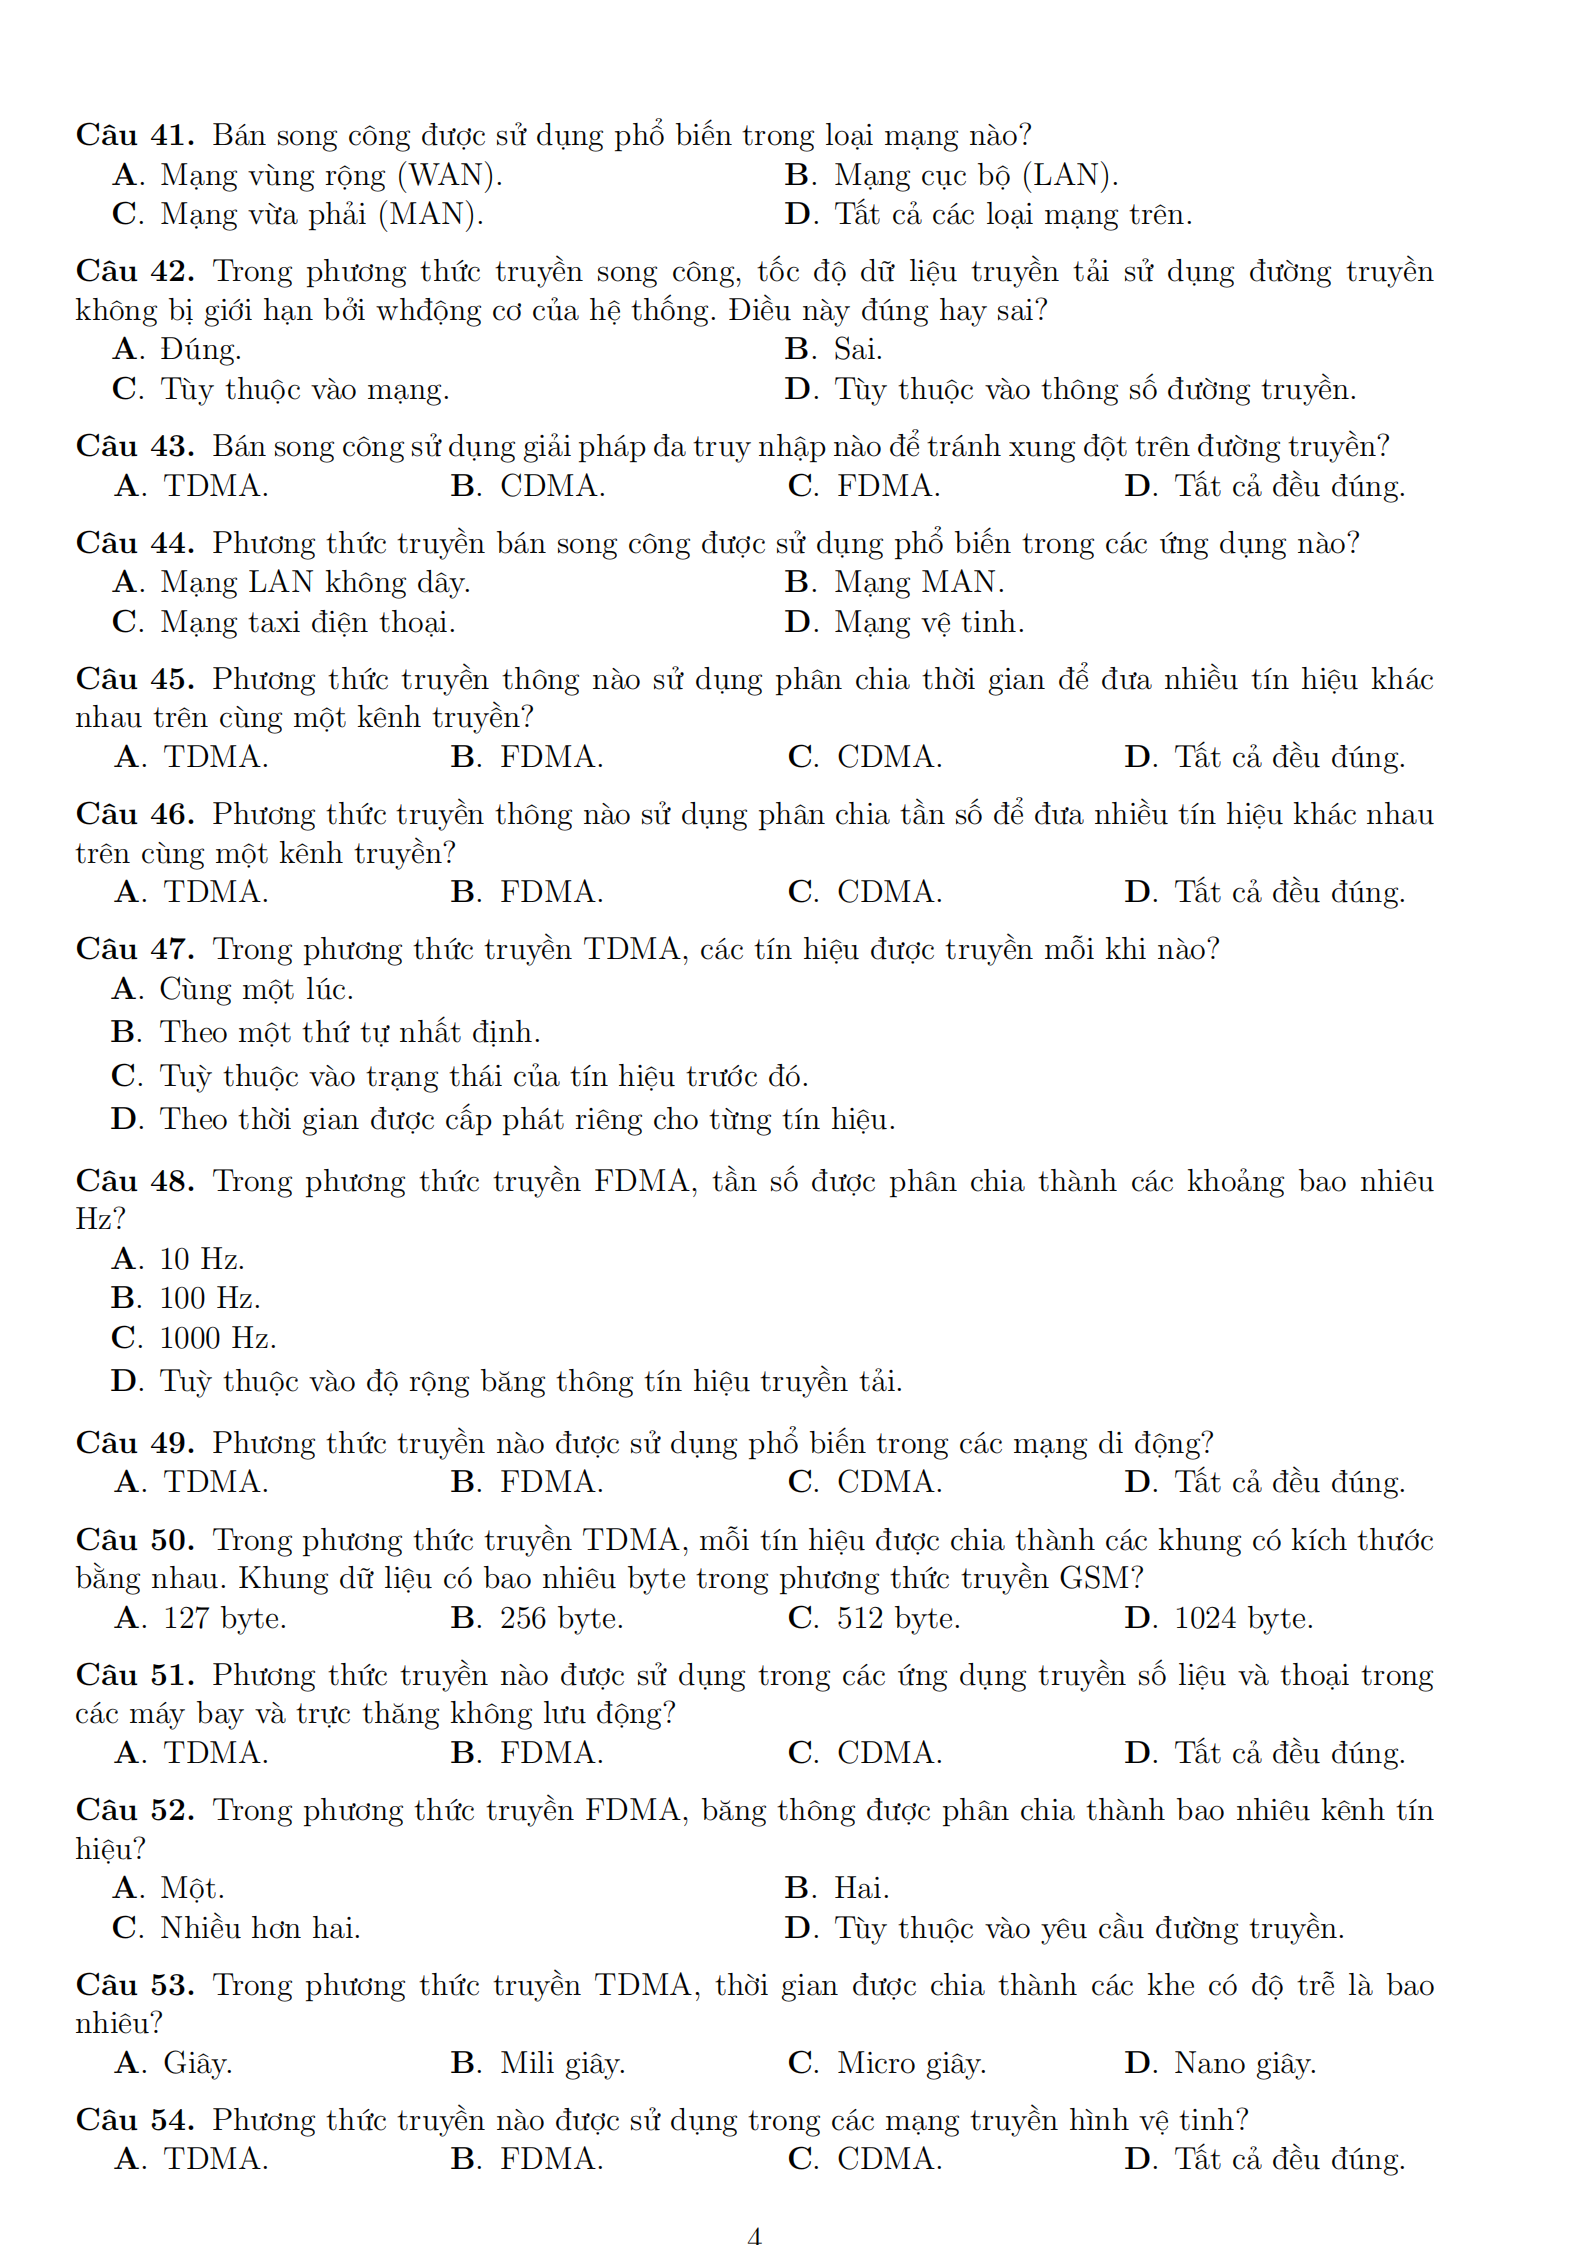 Câu 41. Bán song công được sử dụng phổ biến trong loại mạng nào?
A. Mạng vùng rộng (WAN). B. Mạng cục bộ (LAN).
C. Mạng vừa phải (MAN). D. Tất cả các loại mạng trên.
Câu 42. Trong phương thức truyền song công, tốc độ dữ liệu truyền tải sử dụng đường truyền
không bị giới hạn bởi whđộng cơ của hệ thống. Điều này đúng hay sai?
A. Đúng. B. Sai.
C. Tùy thuộc vào mạng. D. Tùy thuộc vào thông số đường truyền.
Câu 43. Bán song công sử dụng giải pháp đa truy nhập nào để tránh xung đột trên đường truyền?
A. TDMA. B. CDMA. C. FDMA. D. Tất cả đều đúng.
Câu 44. Phương thức truyền bán song công được sử dụng phổ biến trong các ứng dụng nào?
A. Mạng LAN không dây. B. Mạng MAN.
C. Mạng taxi điện thoại. D. Mạng vệ tinh.
Câu 45. Phương thức truyền thông nào sử dụng phân chia thời gian để đưa nhiều tín hiệu khác
nhau trên cùng một kênh truyền?
A. TDMA. B. FDMA. C. CDMA. D. Tất cả đều đúng.
Câu 46. Phương thức truyền thông nào sử dụng phân chia tần số để đưa nhiều tín hiệu khác nhau
trên cùng một kênh truyền?
A. TDMA. B. FDMA. C. CDMA. D. Tất cả đều đúng.
Câu 47. Trong phương thức truyền TDMA, các tín hiệu được truyền mỗi khi nào?
A. Cùng một lúc.
B. Theo một thứ tự nhất định.
C. Tuỳ thuộc vào trạng thái của tín hiệu trước đó.
D. Theo thời gian được cấp phát riêng cho từng tín hiệu.
Câu 48. Trong phương thức truyền FDMA, tần số được phân chia thành các khoảng bao nhiêu
Hz?
A. 10 Hz.
B. 100 Hz.
C. 1000 Hz.
D. Tuỳ thuộc vào độ rộng băng thông tín hiệu truyền tải.
Câu 49. Phương thức truyền nào được sử dụng phổ biến trong các mạng di động?
A. TDMA. B. FDMA. C. CDMA. D. Tất cả đều đúng.
Câu 50. Trong phương thức truyền TDMA, mỗi tín hiệu được chia thành các khung có kích thước
bằng nhau. Khung dữ liệu có bao nhiêu byte trong phương thức truyền GSM?
A. 127 byte. B. 256 byte. C. 512 byte. D. 1024 byte.
Câu 51. Phương thức truyền nào được sử dụng trong các ứng dụng truyền số liệu và thoại trong
các máy bay và trực thăng không lưu động?
A. TDMA. B. FDMA. C. CDMA. D. Tất cả đều đúng.
Câu 52. Trong phương thức truyền FDMA, băng thông được phân chia thành bao nhiêu kênh tín
hiệu?
A. Một. B. Hai.
C. Nhiều hơn hai. D. Tùy thuộc vào yêu cầu đường truyền.
Câu 53. Trong phương thức truyền TDMA, thời gian được chia thành các khe có độ trễ là bao
nhiêu?
A. Giây. B. Mili giây. C. Micro giây. D. Nano giây.
Câu 54. Phương thức truyền nào được sử dụng trong các mạng truyền hình vệ tinh?
A. TDMA. B. FDMA. C. CDMA. D. Tất cả đều đúng.
4